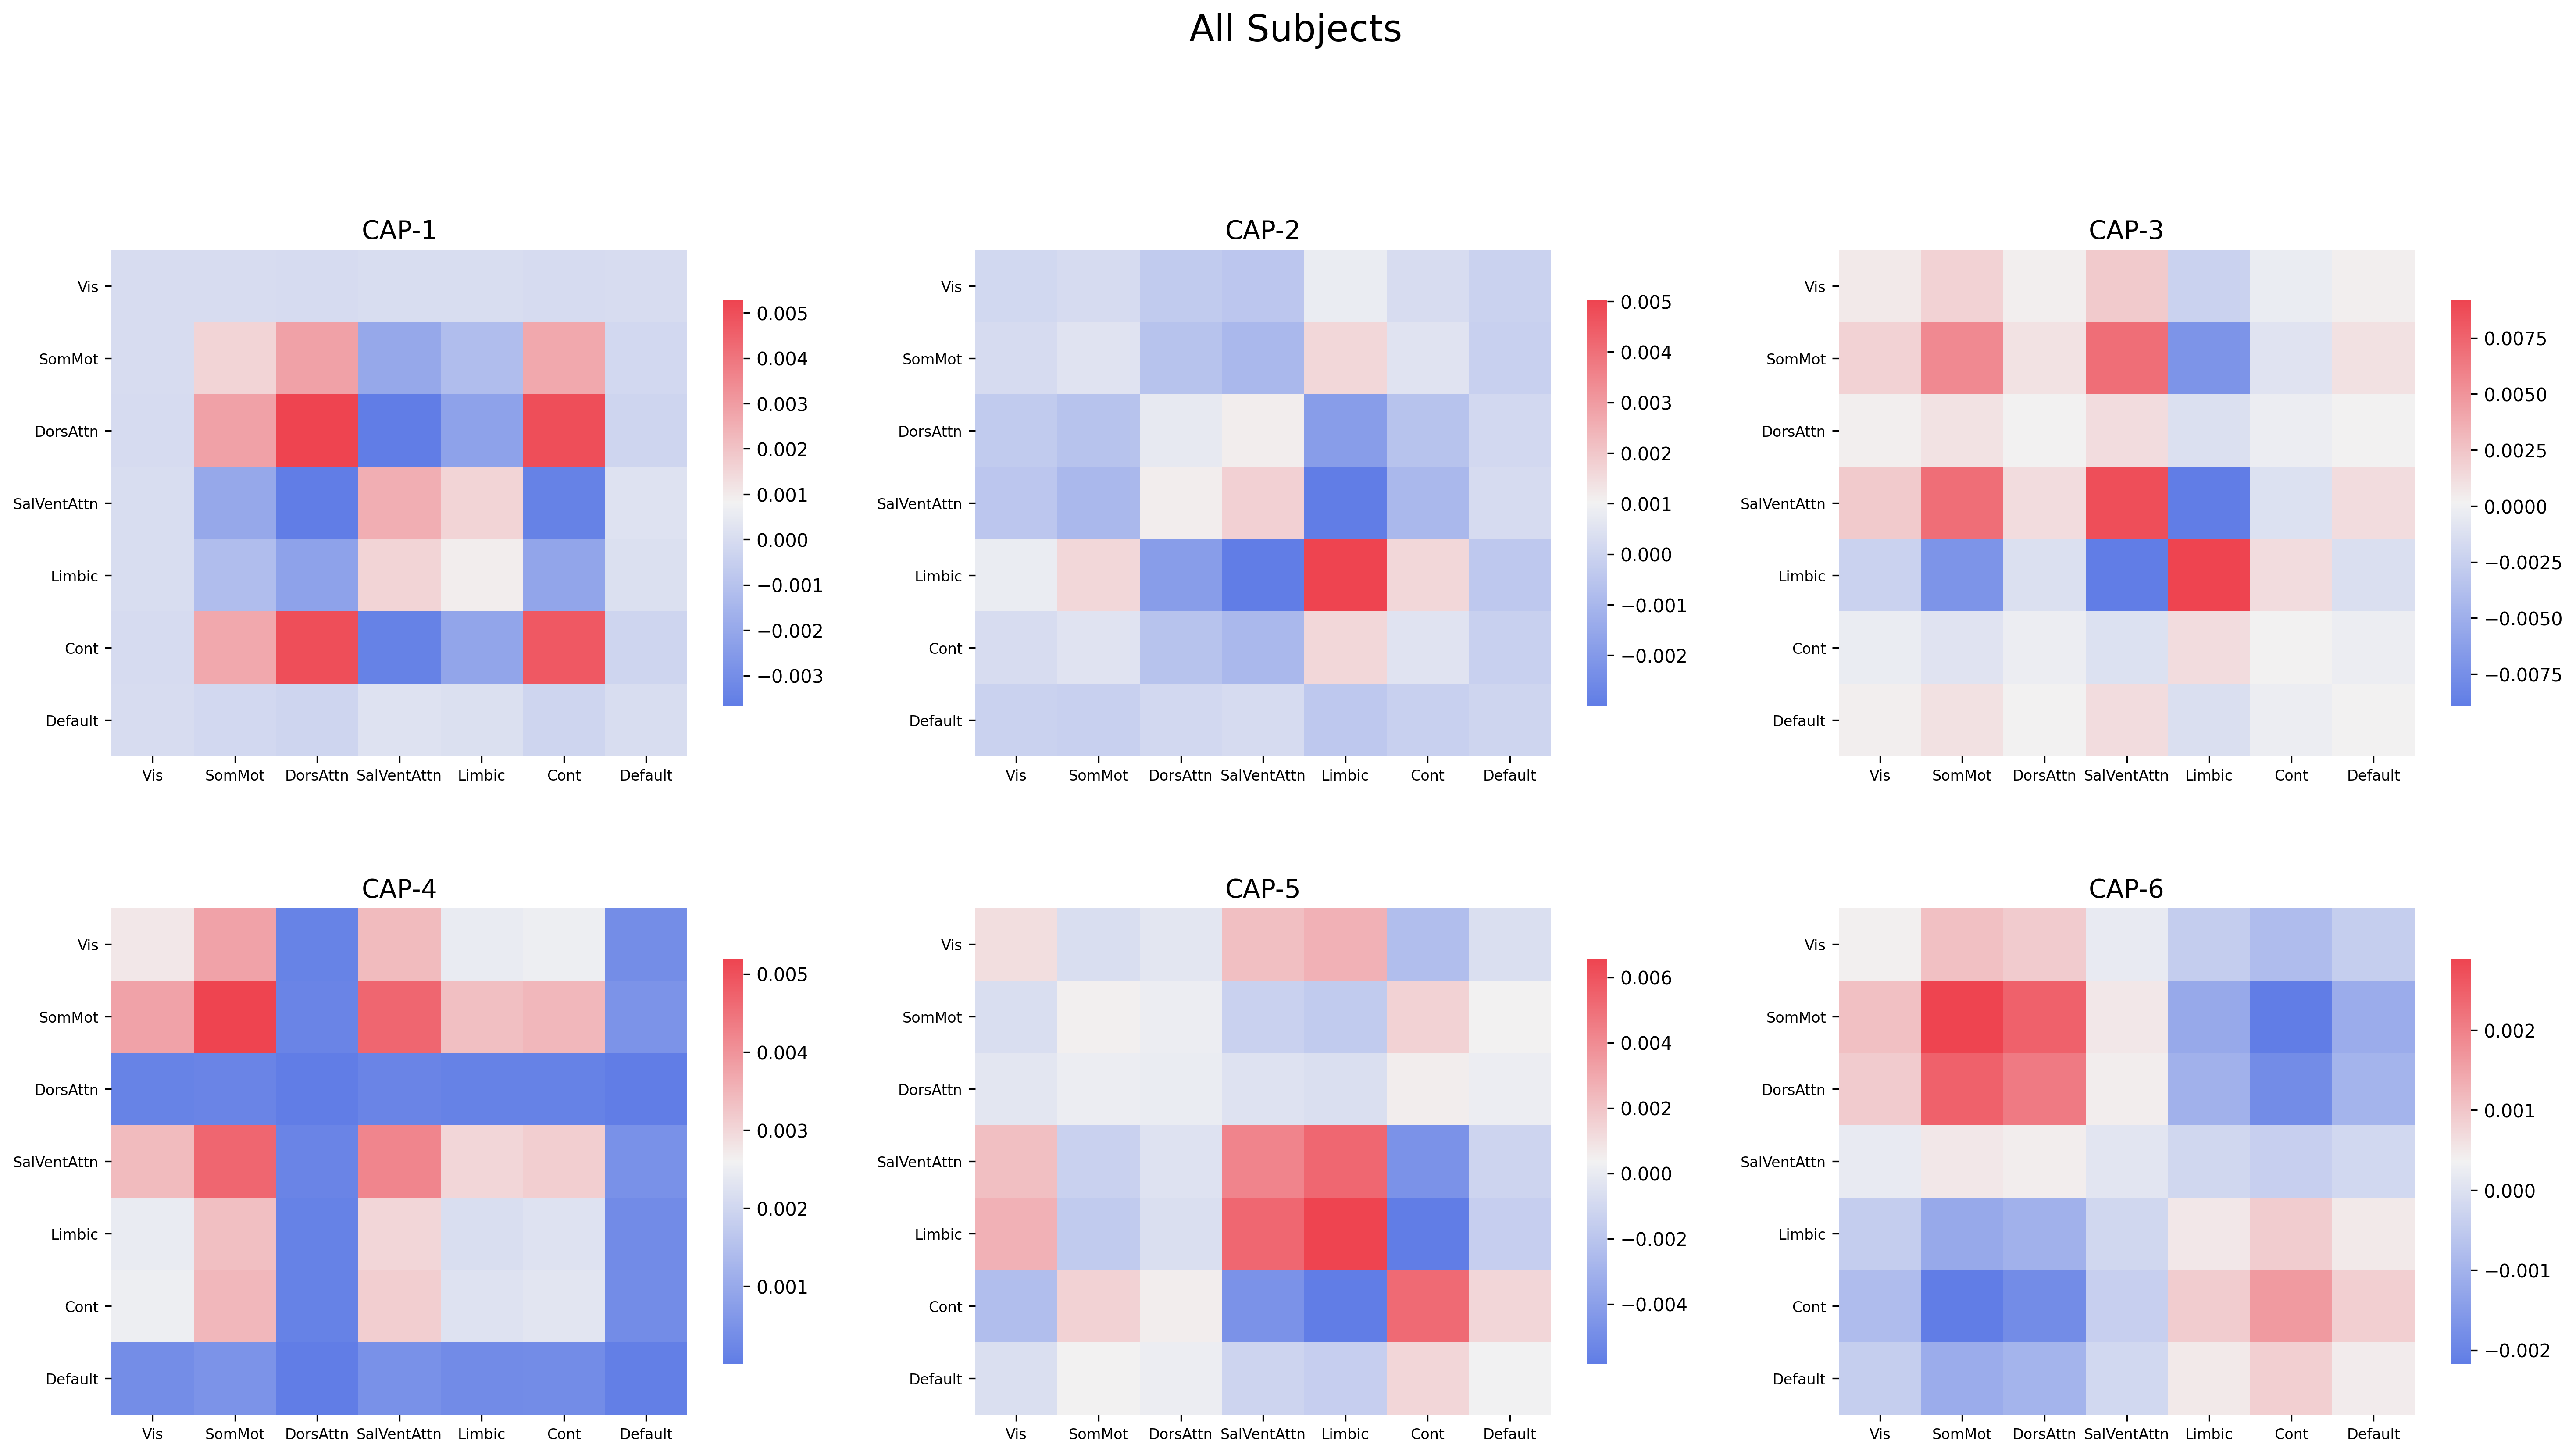 All Subjects
CAP-1
Vis
SomMot
DorsAttn
SalVentAttn
Limbic
Cont
Default
Vis SomMot DorsAttn SalVentAttn Limbic Cont Default
0.005
0.004
0.003
0.002
0.001
0.000
−0.001
−0.002
−0.003
CAP-2
Vis
SomMot
DorsAttn
SalVentAttn
Limbic
Cont
Default
Vis SomMot DorsAttn SalVentAttn Limbic Cont Default
0.005
0.004
0.003
0.002
0.001
0.000
−0.001
−0.002
CAP-3
Vis
SomMot
DorsAttn
SalVentAttn
Limbic
Cont
Default
Vis SomMot DorsAttn SalVentAttn Limbic Cont Default
0.0075
0.0050
0.0025
0.0000
−0.0025
−0.0050
−0.0075
CAP-4
Vis
SomMot
DorsAttn
SalVentAttn
Limbic
Cont
Default
Vis SomMot DorsAttn SalVentAttn Limbic Cont Default
0.005
0.004
0.003
0.002
0.001
CAP-5
Vis
SomMot
DorsAttn
SalVentAttn
Limbic
Cont
Default
Vis SomMot DorsAttn SalVentAttn Limbic Cont Default
0.006
0.004
0.002
0.000
−0.002
−0.004
CAP-6
Vis
SomMot
DorsAttn
SalVentAttn
Limbic
Cont
Default
Vis SomMot DorsAttn SalVentAttn Limbic Cont Default
0.002
0.001
0.000
−0.001
−0.002